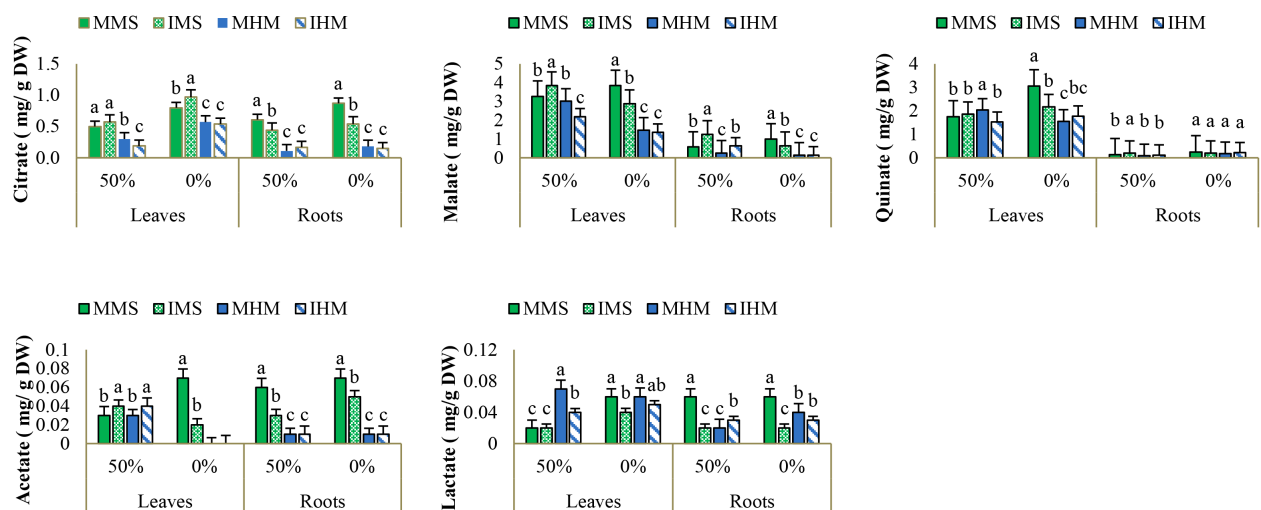 MMS IMS MHM IHM
Citrate ( mg/ g DW)
1.5
1.0
0.5
0.0
a a b c
b a c c
a b c c
a b c c
50% 0% 50% 0%
Leaves Roots
MMS IMS MHM IHM
Malate ( mg/g DW)
5
4
3
2
1
0
b a b c
a b c c
b a c b
a b c c
50% 0% 50% 0%
Leaves Roots
MMS IMS MHM IHM
Quinate ( mg/g DW)
4
3
2
1
0
b b a b
a b c bc
b a b b
a a a a
50% 0% 50% 0%
Leaves Roots
MMS IMS MHM IHM
Acetate ( mg/ g DW)
0.1
0.08
0.06
0.04
0.02
0
b a b a
a b
a b c c
a b c c
50% 0% 50% 0%
Leaves Roots
MMS IMS MHM IHM
Lactate ( mg/g DW)
0.12
0.08
0.04
0
c c a b
a b a ab
a c c b
a c b b
50% 0% 50% 0%
Leaves Roots